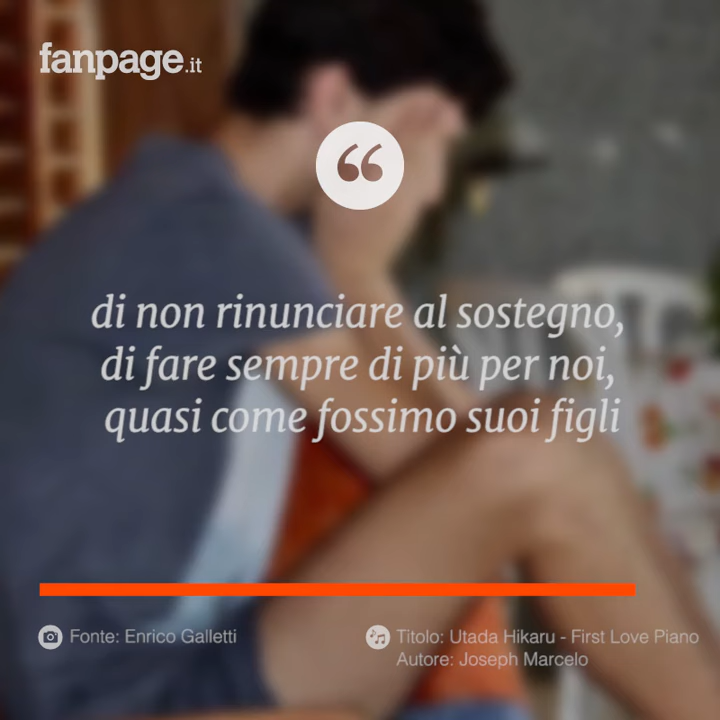 fanpage.it
di non rinunciare al sostegno,
di fare sempre di più per noi,
quasi come fossimo suoi figli
Fonte: Enrico Galletti
Titolo: Utada Hikaru - First Love Piano
Autore: Joseph Marcelo